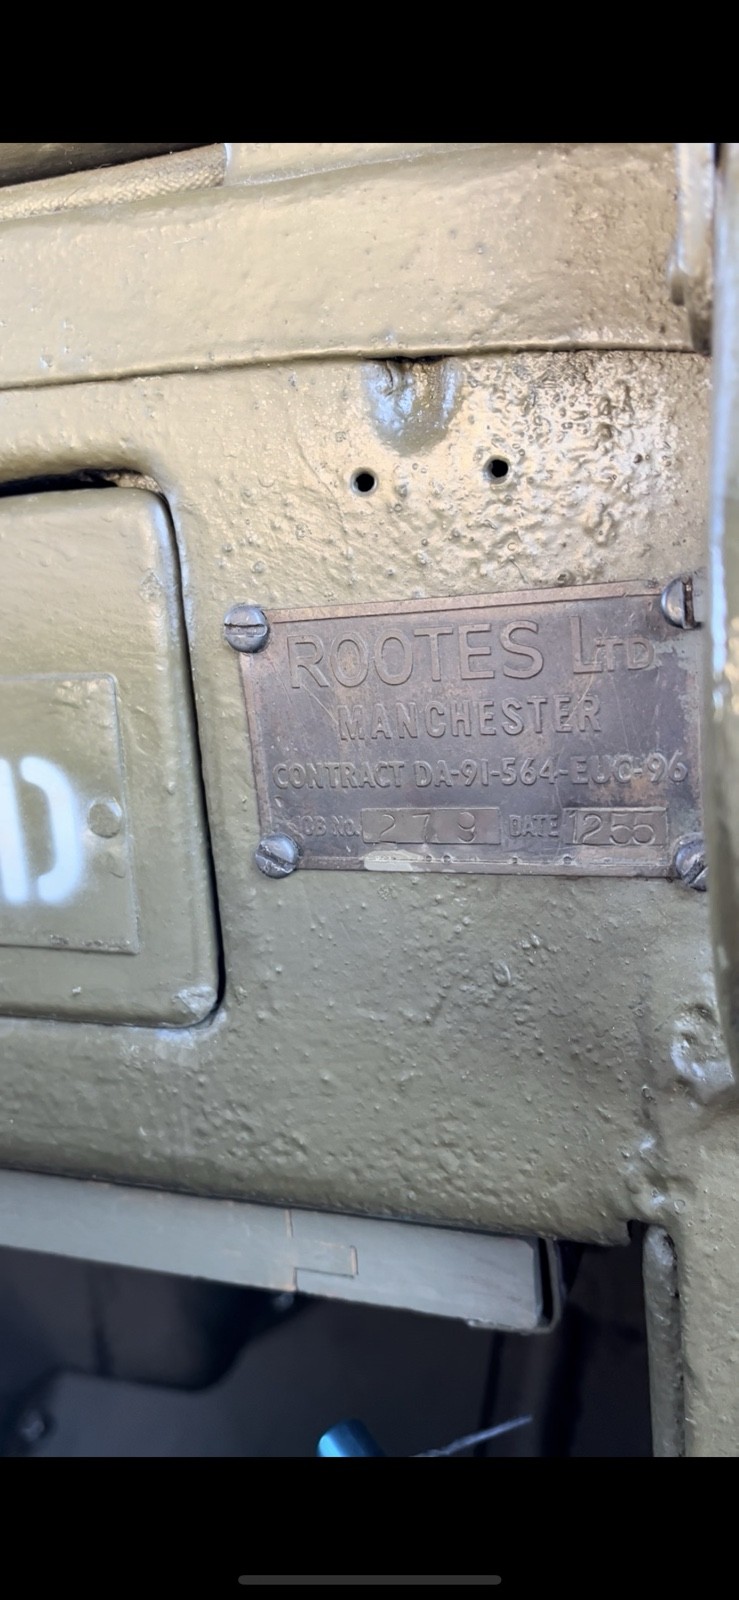 ROOTES LTD
MANCHESTER
CONTRACT DA-91-564-EUC-96
JOB No. 279 DATE 1255